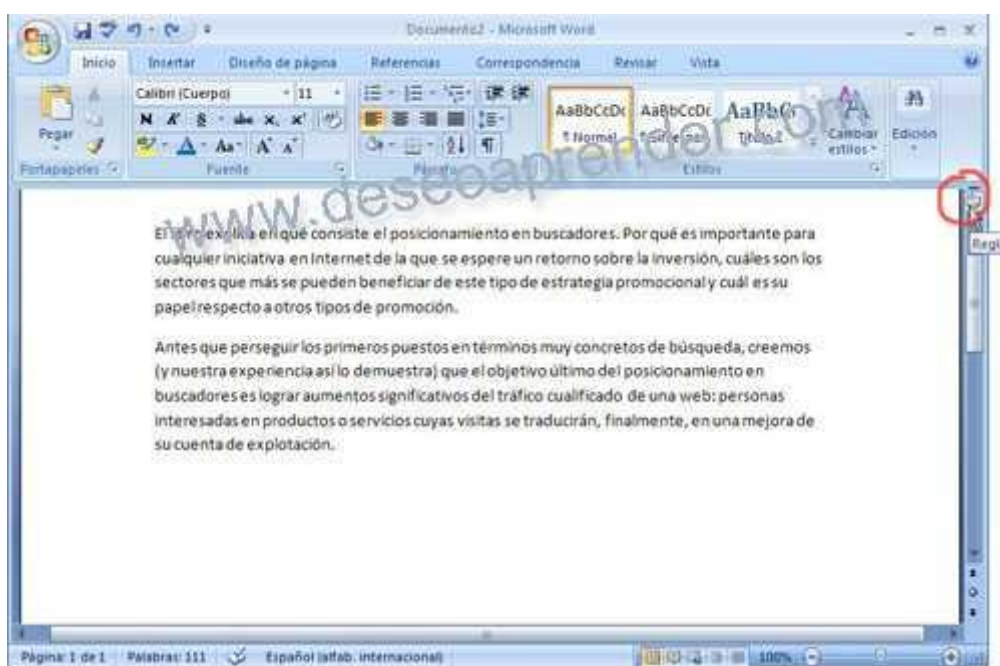 Documento2 - Microsoft Word
Inicio Insertar Diseño de página Referencias Correspondencia Revisar Vista
Calibri (Cuerpo) 11
Pegar
N K S abc x, x'
Aa A A
AaBbCcDc AaBbCcDc AaBbCc
¶ Normal Título 1 Cambiar estilos Edición
Portapapeles Fuente Párrafo Estilos
www.deseoaprender.com
Regl
El explica en qué consiste el posicionamiento en buscadores. Por qué es importante para
cualquier iniciativa en Internet de la que se espere un retorno sobre la inversión, cuáles son los
sectores que más se pueden beneficiar de este tipo de estrategia promocional y cuál es su
papel respecto a otros tipos de promoción.
Antes que perseguir los primeros puestos en términos muy concretos de búsqueda, creemos
(y nuestra experiencia así lo demuestra) que el objetivo último del posicionamiento en
buscadores es lograr aumentos significativos del tráfico cualificado de una web: personas
interesadas en productos o servicios cuyas visitas se traducirán, finalmente, en una mejora de
su cuenta de explotación.
Página: 1 de 1 Palabras: 111 Español (alfab. internacional) 100%